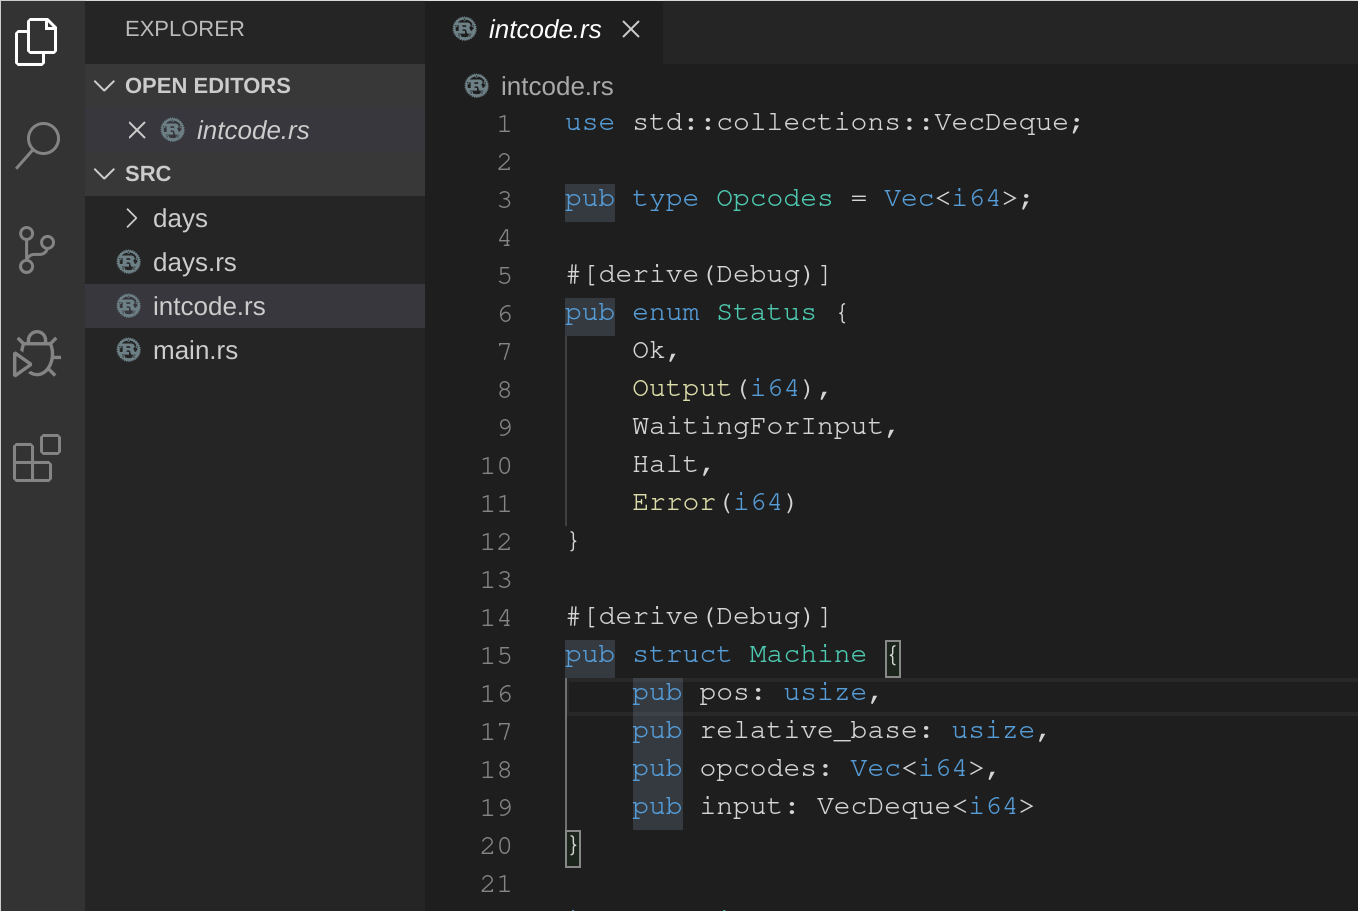 EXPLORER
OPEN EDITORS
intcode.rs
SRC
days
days.rs
intcode.rs
main.rs
intcode.rs
intcode.rs
1 use std::collections::VecDeque;
2
3 pub type Opcodes = Vec<i64>;
4
5 #[derive(Debug)]
6 pub enum Status {
7     Ok,
8     Output(i64),
9     WaitingForInput,
10     Halt,
11     Error(i64)
12 }
13
14 #[derive(Debug)]
15 pub struct Machine {
16     pub pos: usize,
17     pub relative_base: usize,
18     pub opcodes: Vec<i64>,
19     pub input: VecDeque<i64>
20 }
21